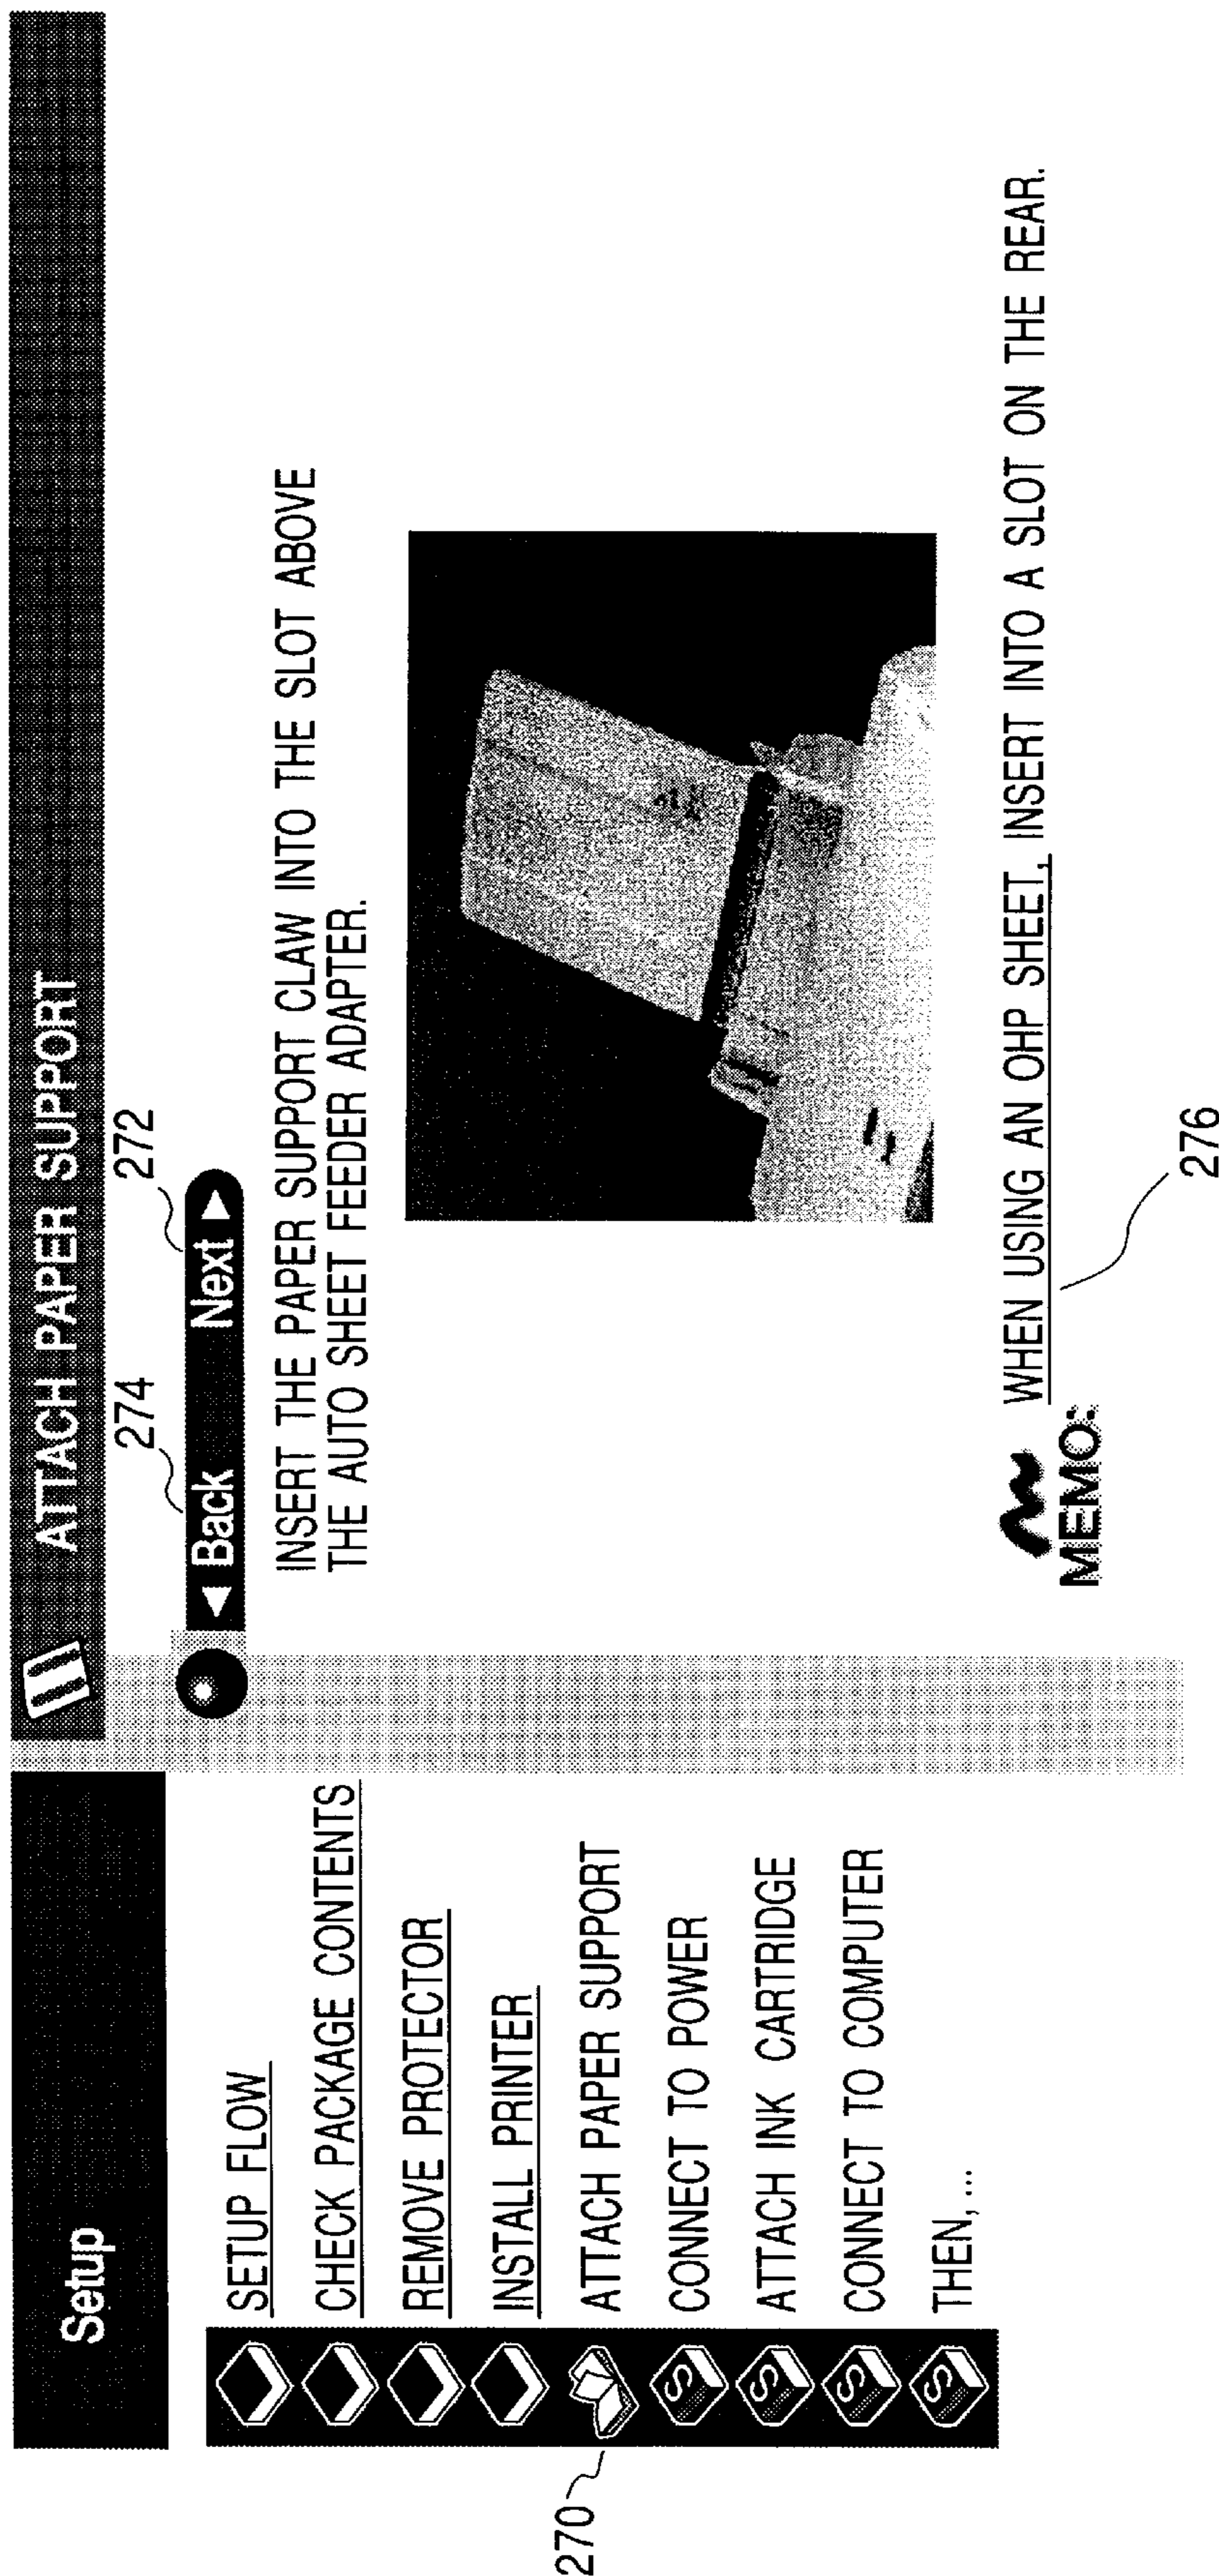 Setup
SETUP FLOW
CHECK PACKAGE CONTENTS
REMOVE PROTECTOR
INSTALL PRINTER
270
ATTACH PAPER SUPPORT
S CONNECT TO POWER
S ATTACH INK CARTRIDGE
S CONNECT TO COMPUTER
S THEN,...
ATTACH PAPER SUPPORT
274 272
◀ Back Next ▶
INSERT THE PAPER SUPPORT CLAW INTO THE SLOT ABOVE
THE AUTO SHEET FEEDER ADAPTER.
MEMO: WHEN USING AN OHP SHEET, INSERT INTO A SLOT ON THE REAR.
276